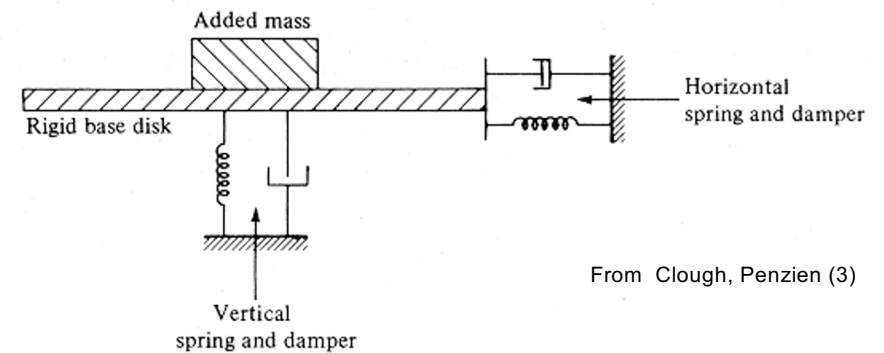 Added mass
Rigid base disk
Horizontal
spring and damper
From Clough, Penzien (3)
Vertical
spring and damper